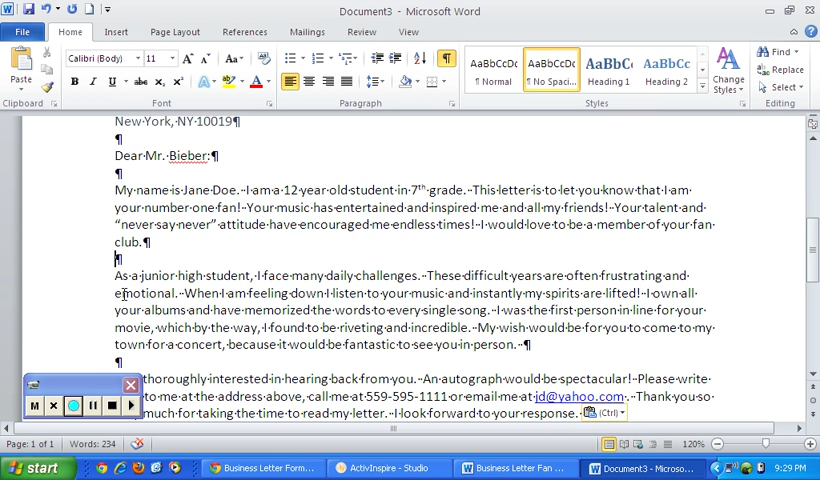 Document3 - Microsoft Word
File Home Insert Page Layout References Mailings Review View
Calibri (Body) 11
Paste
AaBbCcDc AaBbCcDc AaBbCc AaBbCc
¶ Normal ¶ No Spaci... Heading 1 Heading 2
Change Styles
Find
Replace
Select
Clipboard Font Paragraph Styles Editing
New York, NY 10019¶
¶
Dear Mr. Bieber:¶
¶
My name is Jane Doe. I am a 12 year old student in 7th grade. This letter is to let you know that I am
your number one fan! Your music has entertained and inspired me and all my friends! Your talent and
“never say never” attitude have encouraged me endless times! I would love to be a member of your fan
club.¶
¶
As a junior high student, I face many daily challenges. These difficult years are often frustrating and
emotional. When I am feeling down I listen to your music and instantly my spirits are lifted! I own all
your albums and have memorized the words to every single song. I was the first person in line for your
movie, which by the way, I found to be riveting and incredible. My wish would be for you to come to my
town for a concert, because it would be fantastic to see you in person. ¶
¶
thoroughly interested in hearing back from you. An autograph would be spectacular! Please write
to me at the address above, call me at 559-595-1111 or email me at jd@yahoo.com. Thank you so
much for taking the time to read my letter. I look forward to your response.
(Ctrl)
M
Page: 1 of 1 Words: 234 120%
start Business Letter Form... ActivInspire - Studio Business Letter Fan ... Document3 - Microso... 9:29 PM